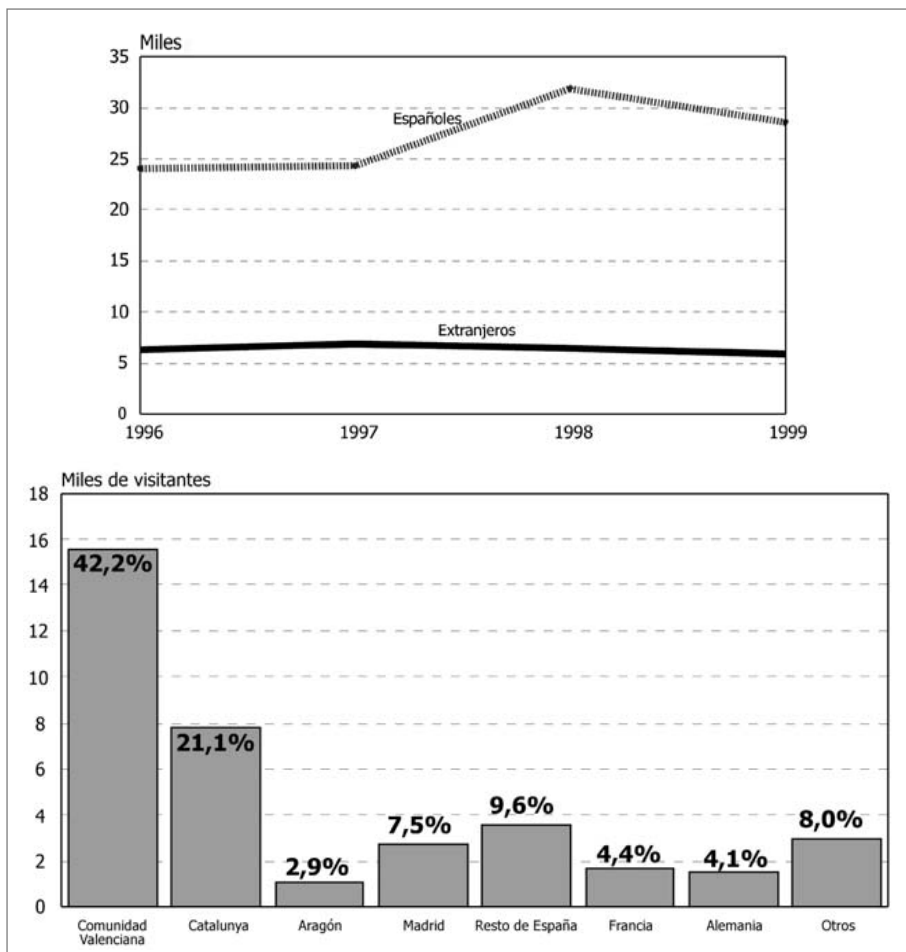 Miles
35
30
25
20
15
10
5
0
Españoles
Extranjeros
1996 1997 1998 1999
Miles de visitantes
18
16
14
12
10
8
6
4
2
0
42,2%
21,1%
2,9%
7,5%
9,6%
4,4%
4,1%
8,0%
Comunidad
Valenciana
Catalunya
Aragón
Madrid
Resto de España
Francia
Alemania
Otros